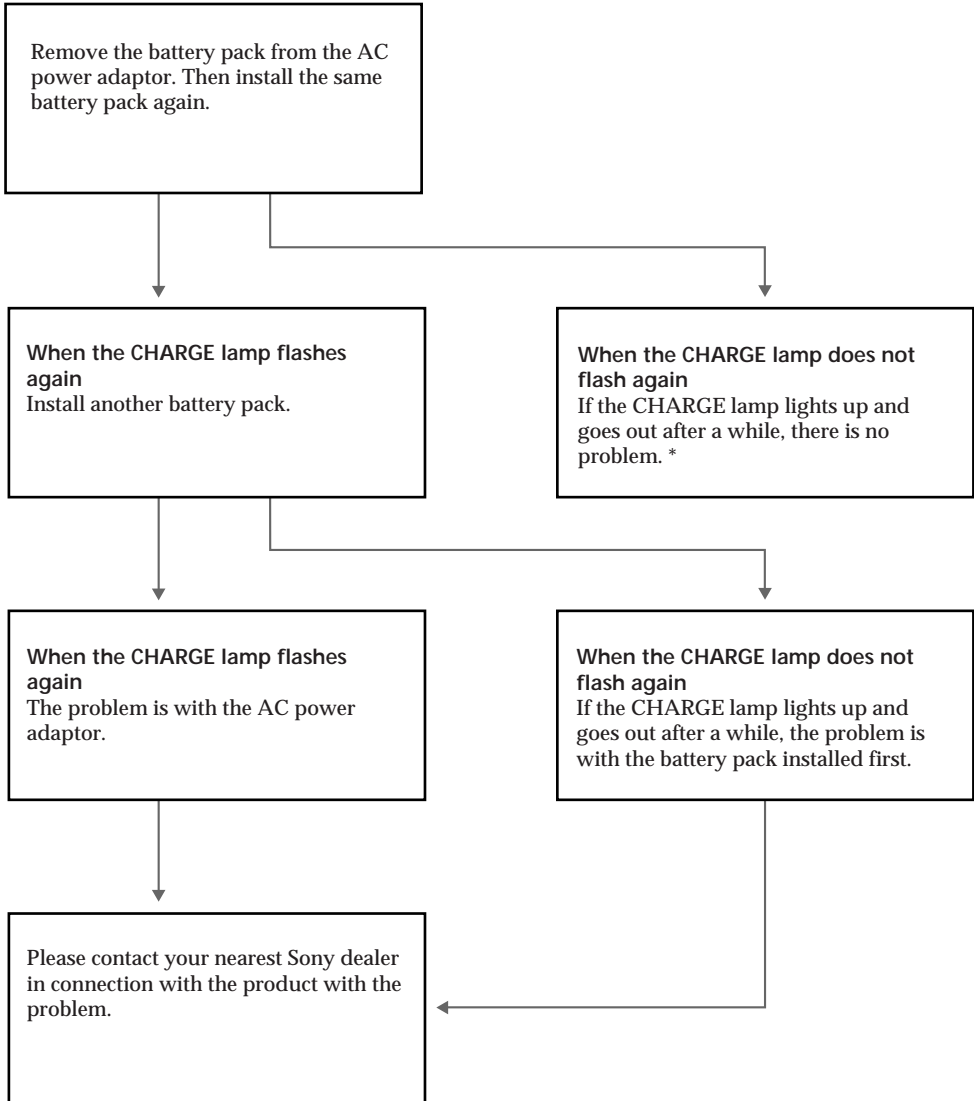 Remove the battery pack from the AC
power adaptor. Then install the same
battery pack again.
When the CHARGE lamp flashes
again
Install another battery pack.
When the CHARGE lamp does not
flash again
If the CHARGE lamp lights up and
goes out after a while, there is no
problem. *
When the CHARGE lamp flashes
again
The problem is with the AC power
adaptor.
When the CHARGE lamp does not
flash again
If the CHARGE lamp lights up and
goes out after a while, the problem is
with the battery pack installed first.
Please contact your nearest Sony dealer
in connection with the product with the
problem.